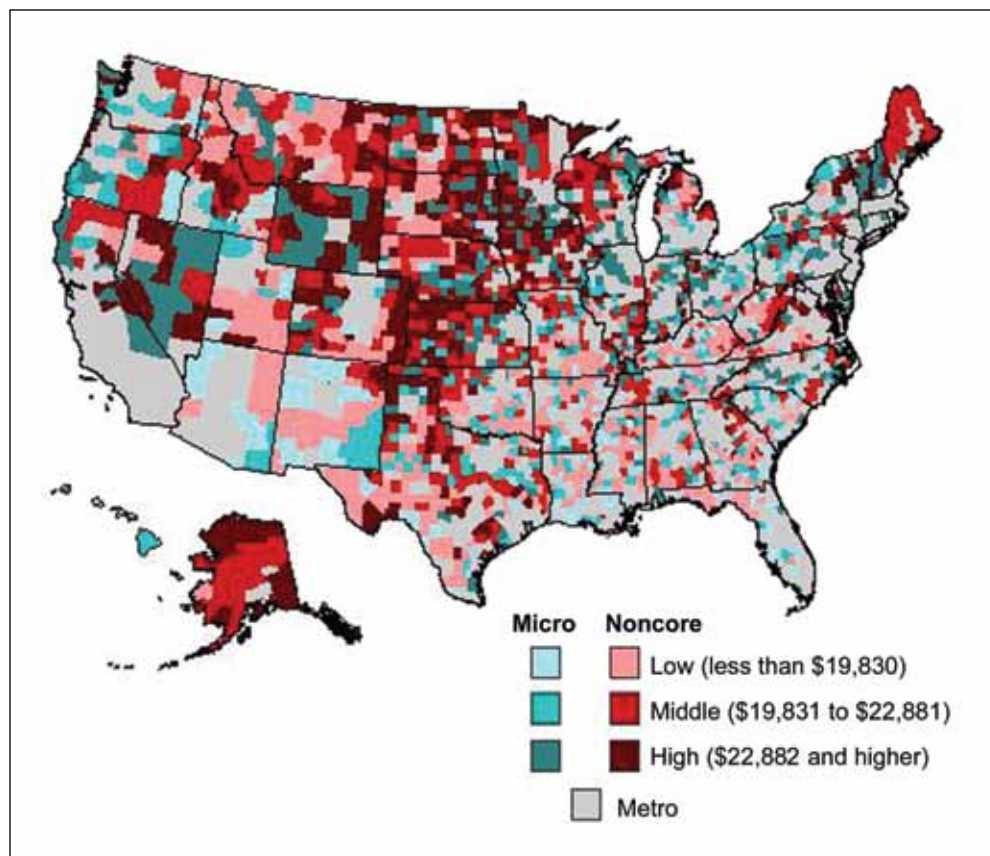 Micro Noncore
Low (less than $19,830)
Middle ($19,831 to $22,881)
High ($22,882 and higher)
Metro